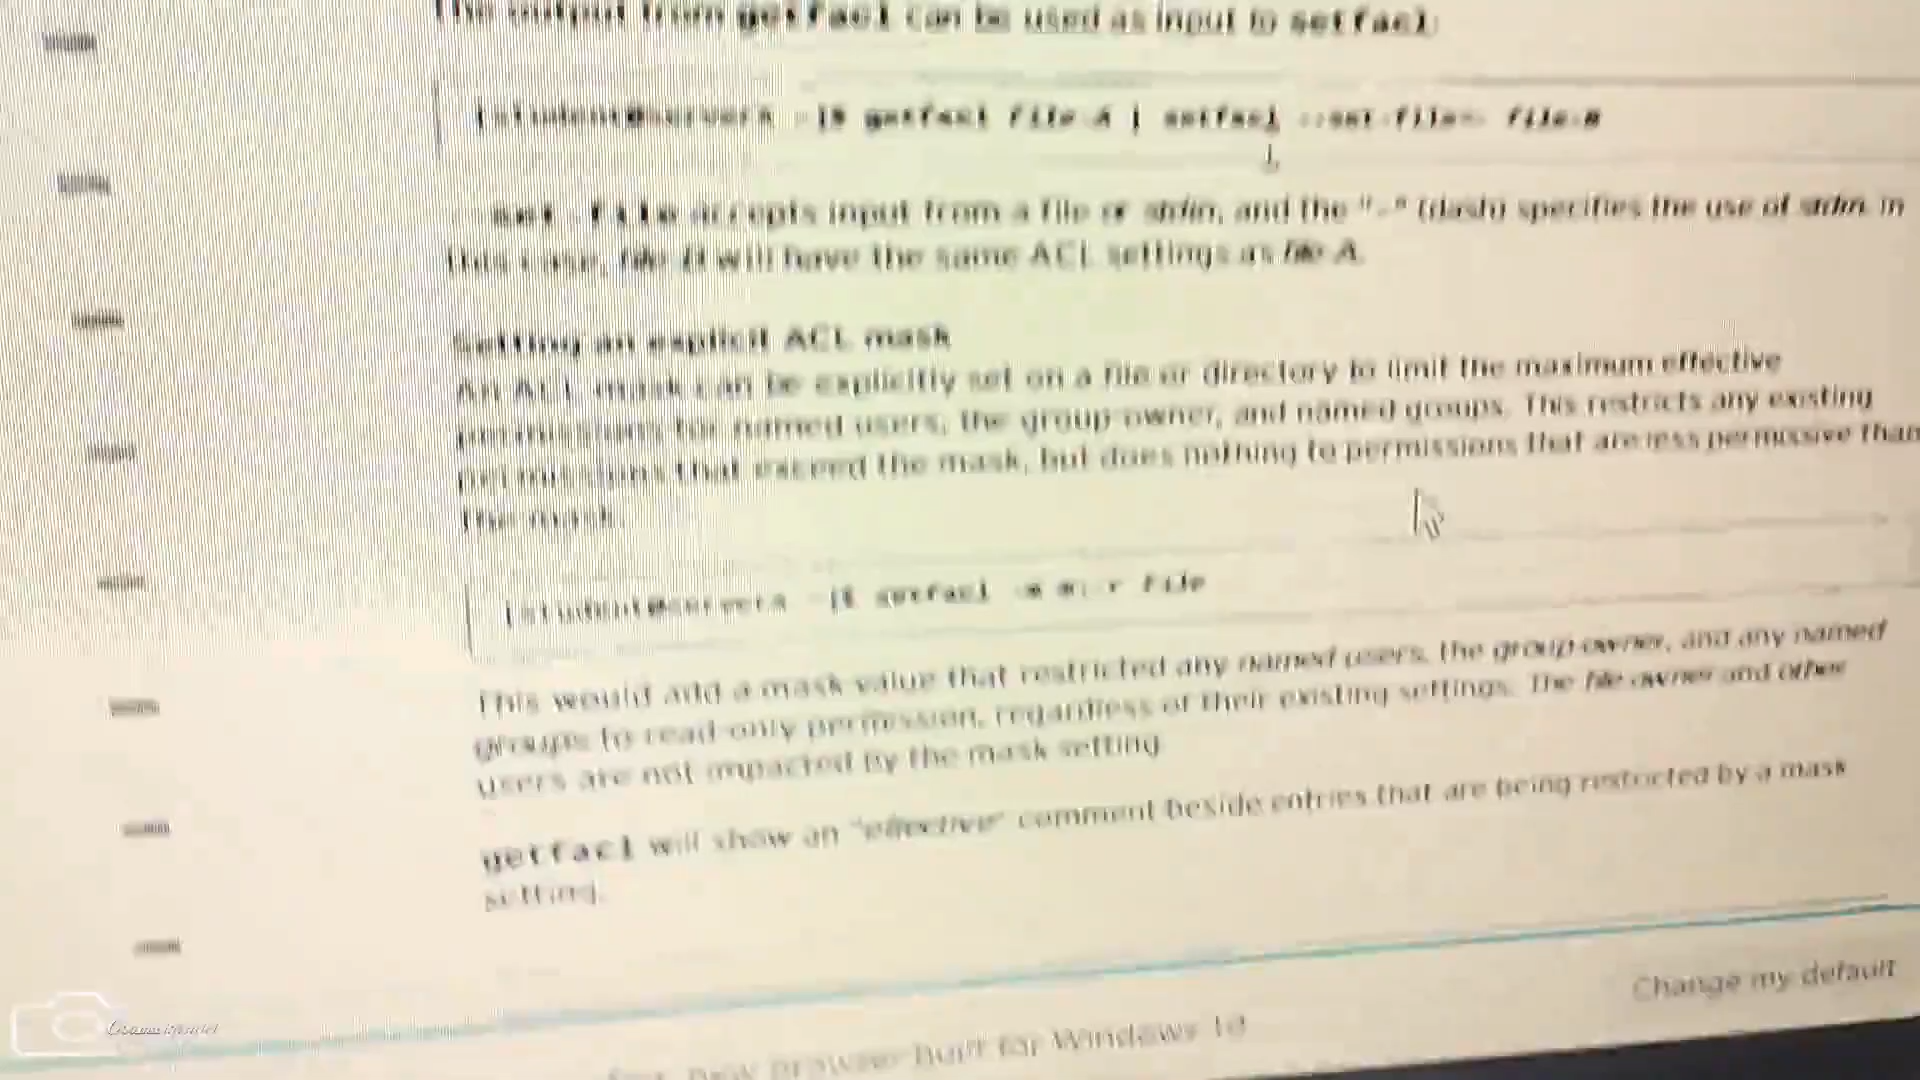 The output from getfacl can be used as input to setfacl:
[student@serverX ~]$ getfacl file-A | setfacl --set-file=- file-B
--set-file accepts input from a file or stdin, and the "-" (dash) specifies the use of stdin. In
this case, file-B will have the same ACL settings as file-A.
Setting an explicit ACL mask
An ACL mask can be explicitly set on a file or directory to limit the maximum effective
permissions for named users, the group-owner, and named groups. This restricts any existing
permissions that exceed the mask, but does nothing to permissions that are less permissive than
the mask.
[student@serverX ~]$ setfacl -m m::r file
This would add a mask value that restricted any named users, the group-owner, and any named
groups to read-only permission, regardless of their existing settings. The file owner and other
users are not impacted by the mask setting.
getfacl will show an "effective" comment beside entries that are being restricted by a mask
setting.
Change my default
new browser built for Windows 10